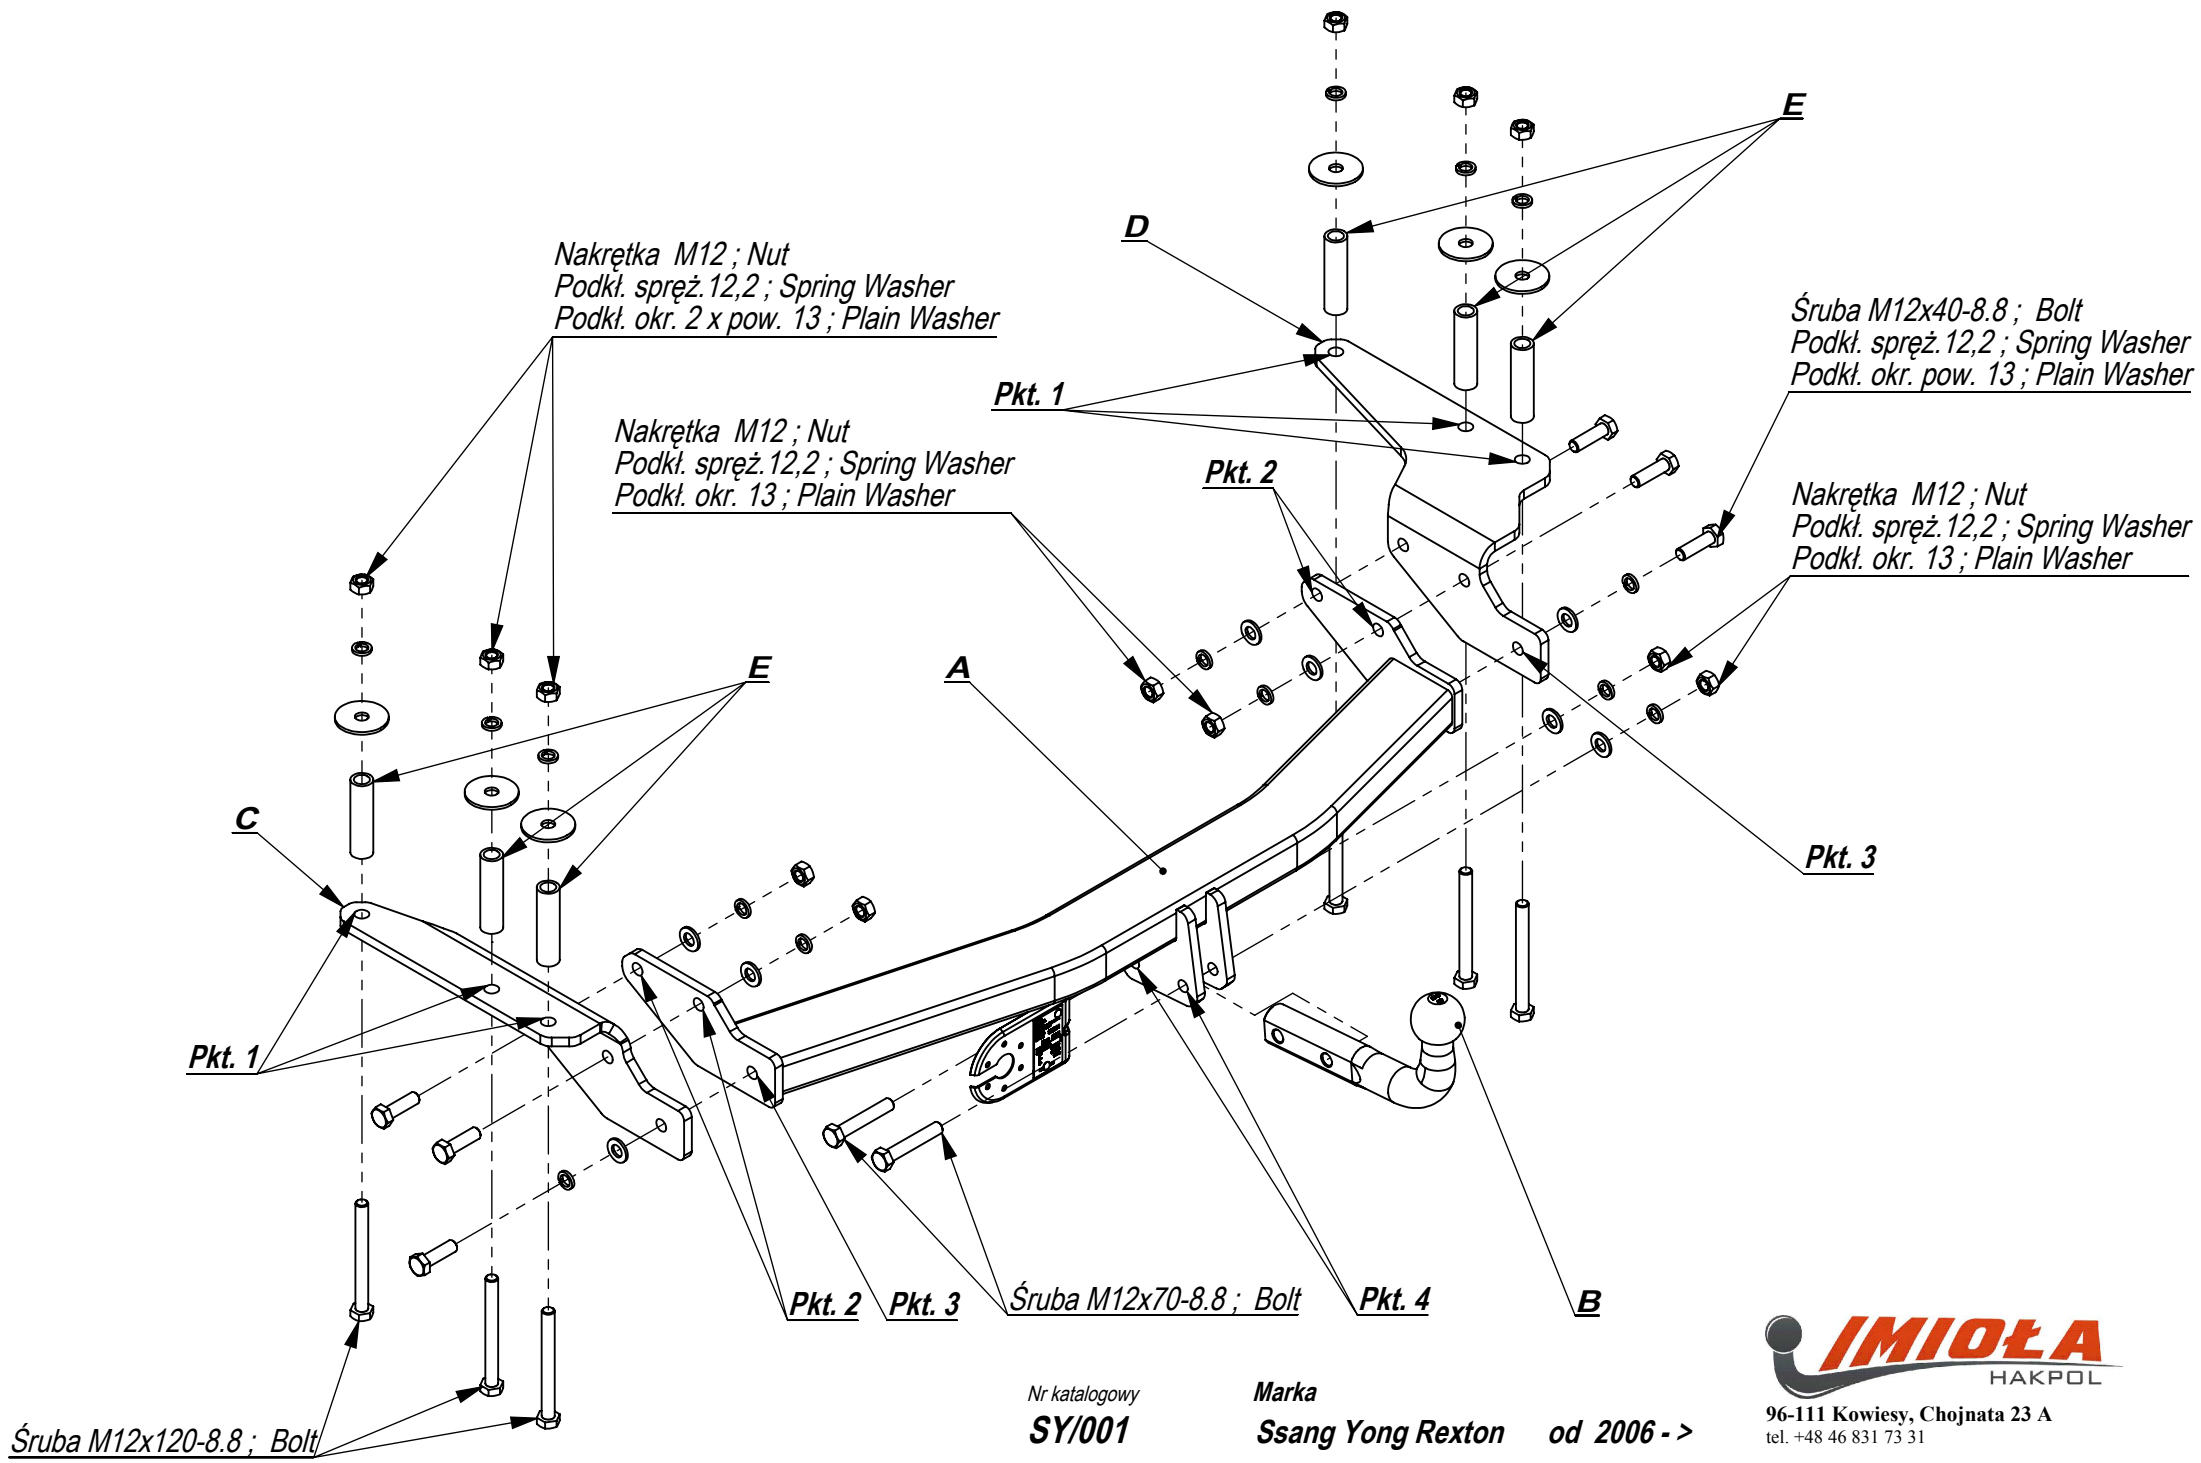 E
D
Nakrętka M12 ; Nut
Podkł. spręż.12,2 ; Spring Washer
Podkł. okr. 2 x pow. 13 ; Plain Washer
Śruba M12x40-8.8 ; Bolt
Podkł. spręż.12,2 ; Spring Washer
Podkł. okr. pow. 13 ; Plain Washer
Pkt. 1
Nakrętka M12 ; Nut
Podkł. spręż.12,2 ; Spring Washer
Podkł. okr. 13 ; Plain Washer
Pkt. 2
Nakrętka M12 ; Nut
Podkł. spręż.12,2 ; Spring Washer
Podkł. okr. 13 ; Plain Washer
E
A
C
Pkt. 3
Pkt. 1
Pkt. 2
Pkt. 3
Śruba M12x70-8.8 ; Bolt
Pkt. 4
B
Śruba M12x120-8.8 ; Bolt
Nr katalogowy
SY/001
Marka
Ssang Yong Rexton od 2006 - >
IMIOŁA
HAKPOL
96-111 Kowiesy, Chojnata 23 A
tel. +48 46 831 73 31